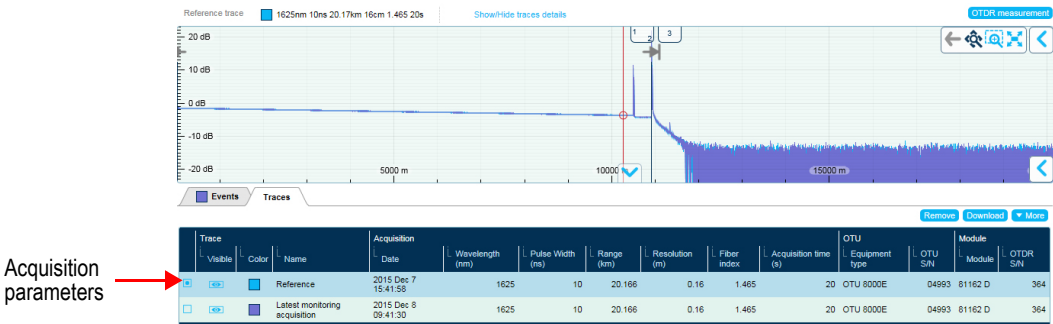 Reference trace 1625nm 10ns 20.17km 16cm 1.465 20s Show/Hide traces details OTDR measurement
20 dB
10 dB
0 dB
-10 dB
-20 dB
1 2 3
5000 m 10000 15000 m
Events Traces
Remove Download More
Trace Acquisition OTU Module
Visible Color Name Date Wavelength (nm) Pulse Width (ns) Range (km) Resolution (m) Fiber index Acquisition time (s) Equipment type OTU S/N Module OTDR S/N
Reference 2015 Dec 7 15:41:58 1625 10 20.166 0.16 1.465 20 OTU 8000E 04993 81162 D 364
Latest monitoring acquisition 2015 Dec 8 09:41:30 1625 10 20.166 0.16 1.465 20 OTU 8000E 04993 81162 D 364
Acquisition
parameters